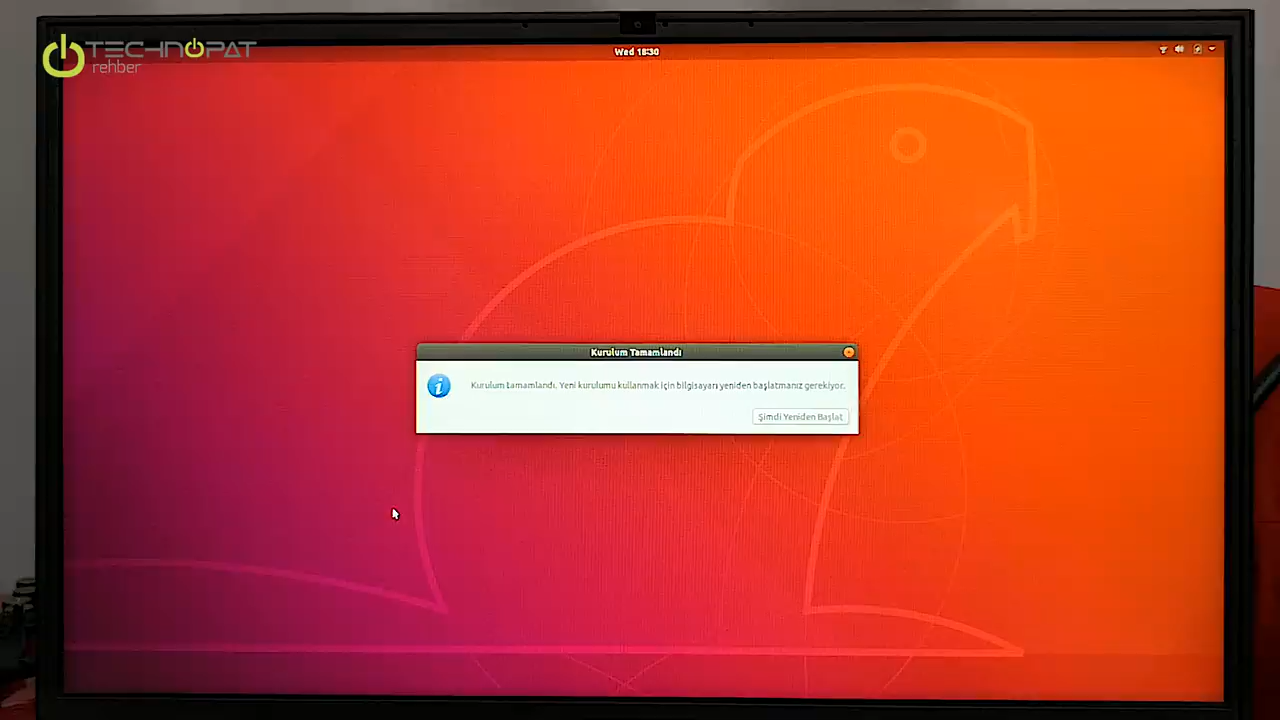 TECHNOPAT
rehber
Wed 18:30
Kurulum Tamamlandı
Kurulum tamamlandı. Yeni kurulumu kullanmak için bilgisayarı yeniden başlatmanız gerekiyor.
Şimdi Yeniden Başlat